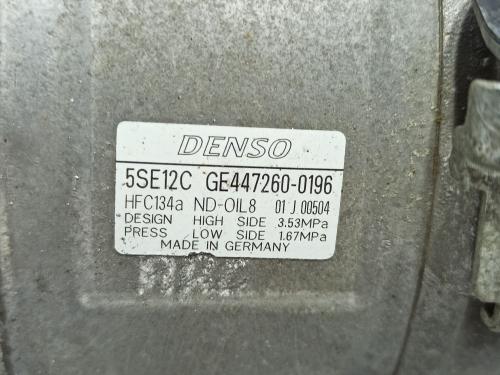 DENSO
5SE12C GE447260-0196
HFC134a ND-OIL8 01 J 00504
DESIGN HIGH SIDE 3.53MPa
PRESS LOW SIDE 1.67MPa
MADE IN GERMANY